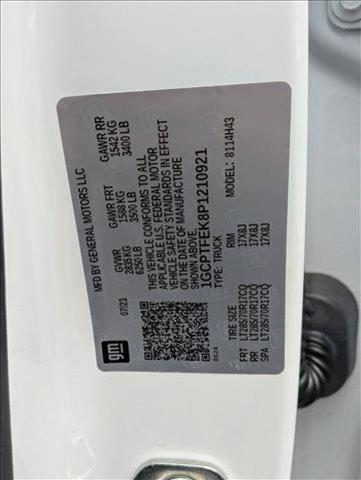 MFD BY GENERAL MOTORS LLC
07/23
GVWR
2835 KG
6250 LB
GAWR FRT
1588 KG
3500 LB
GAWR RR
1542 KG
3400 LB
THIS VEHICLE CONFORMS TO ALL
APPLICABLE U.S. FEDERAL MOTOR
VEHICLE SAFETY STANDARDS IN EFFECT
ON THE DATE OF MANUFACTURE
SHOWN ABOVE.
1GCPTFEK8P1210921
TYPE: TRUCK
MODEL: 8114H43
gm
TIRE SIZE
RIM
FRT LT285/70R17CQ 17X8J
RR LT285/70R17CQ 17X8J
SPA LT285/70R17CQ 17X8J